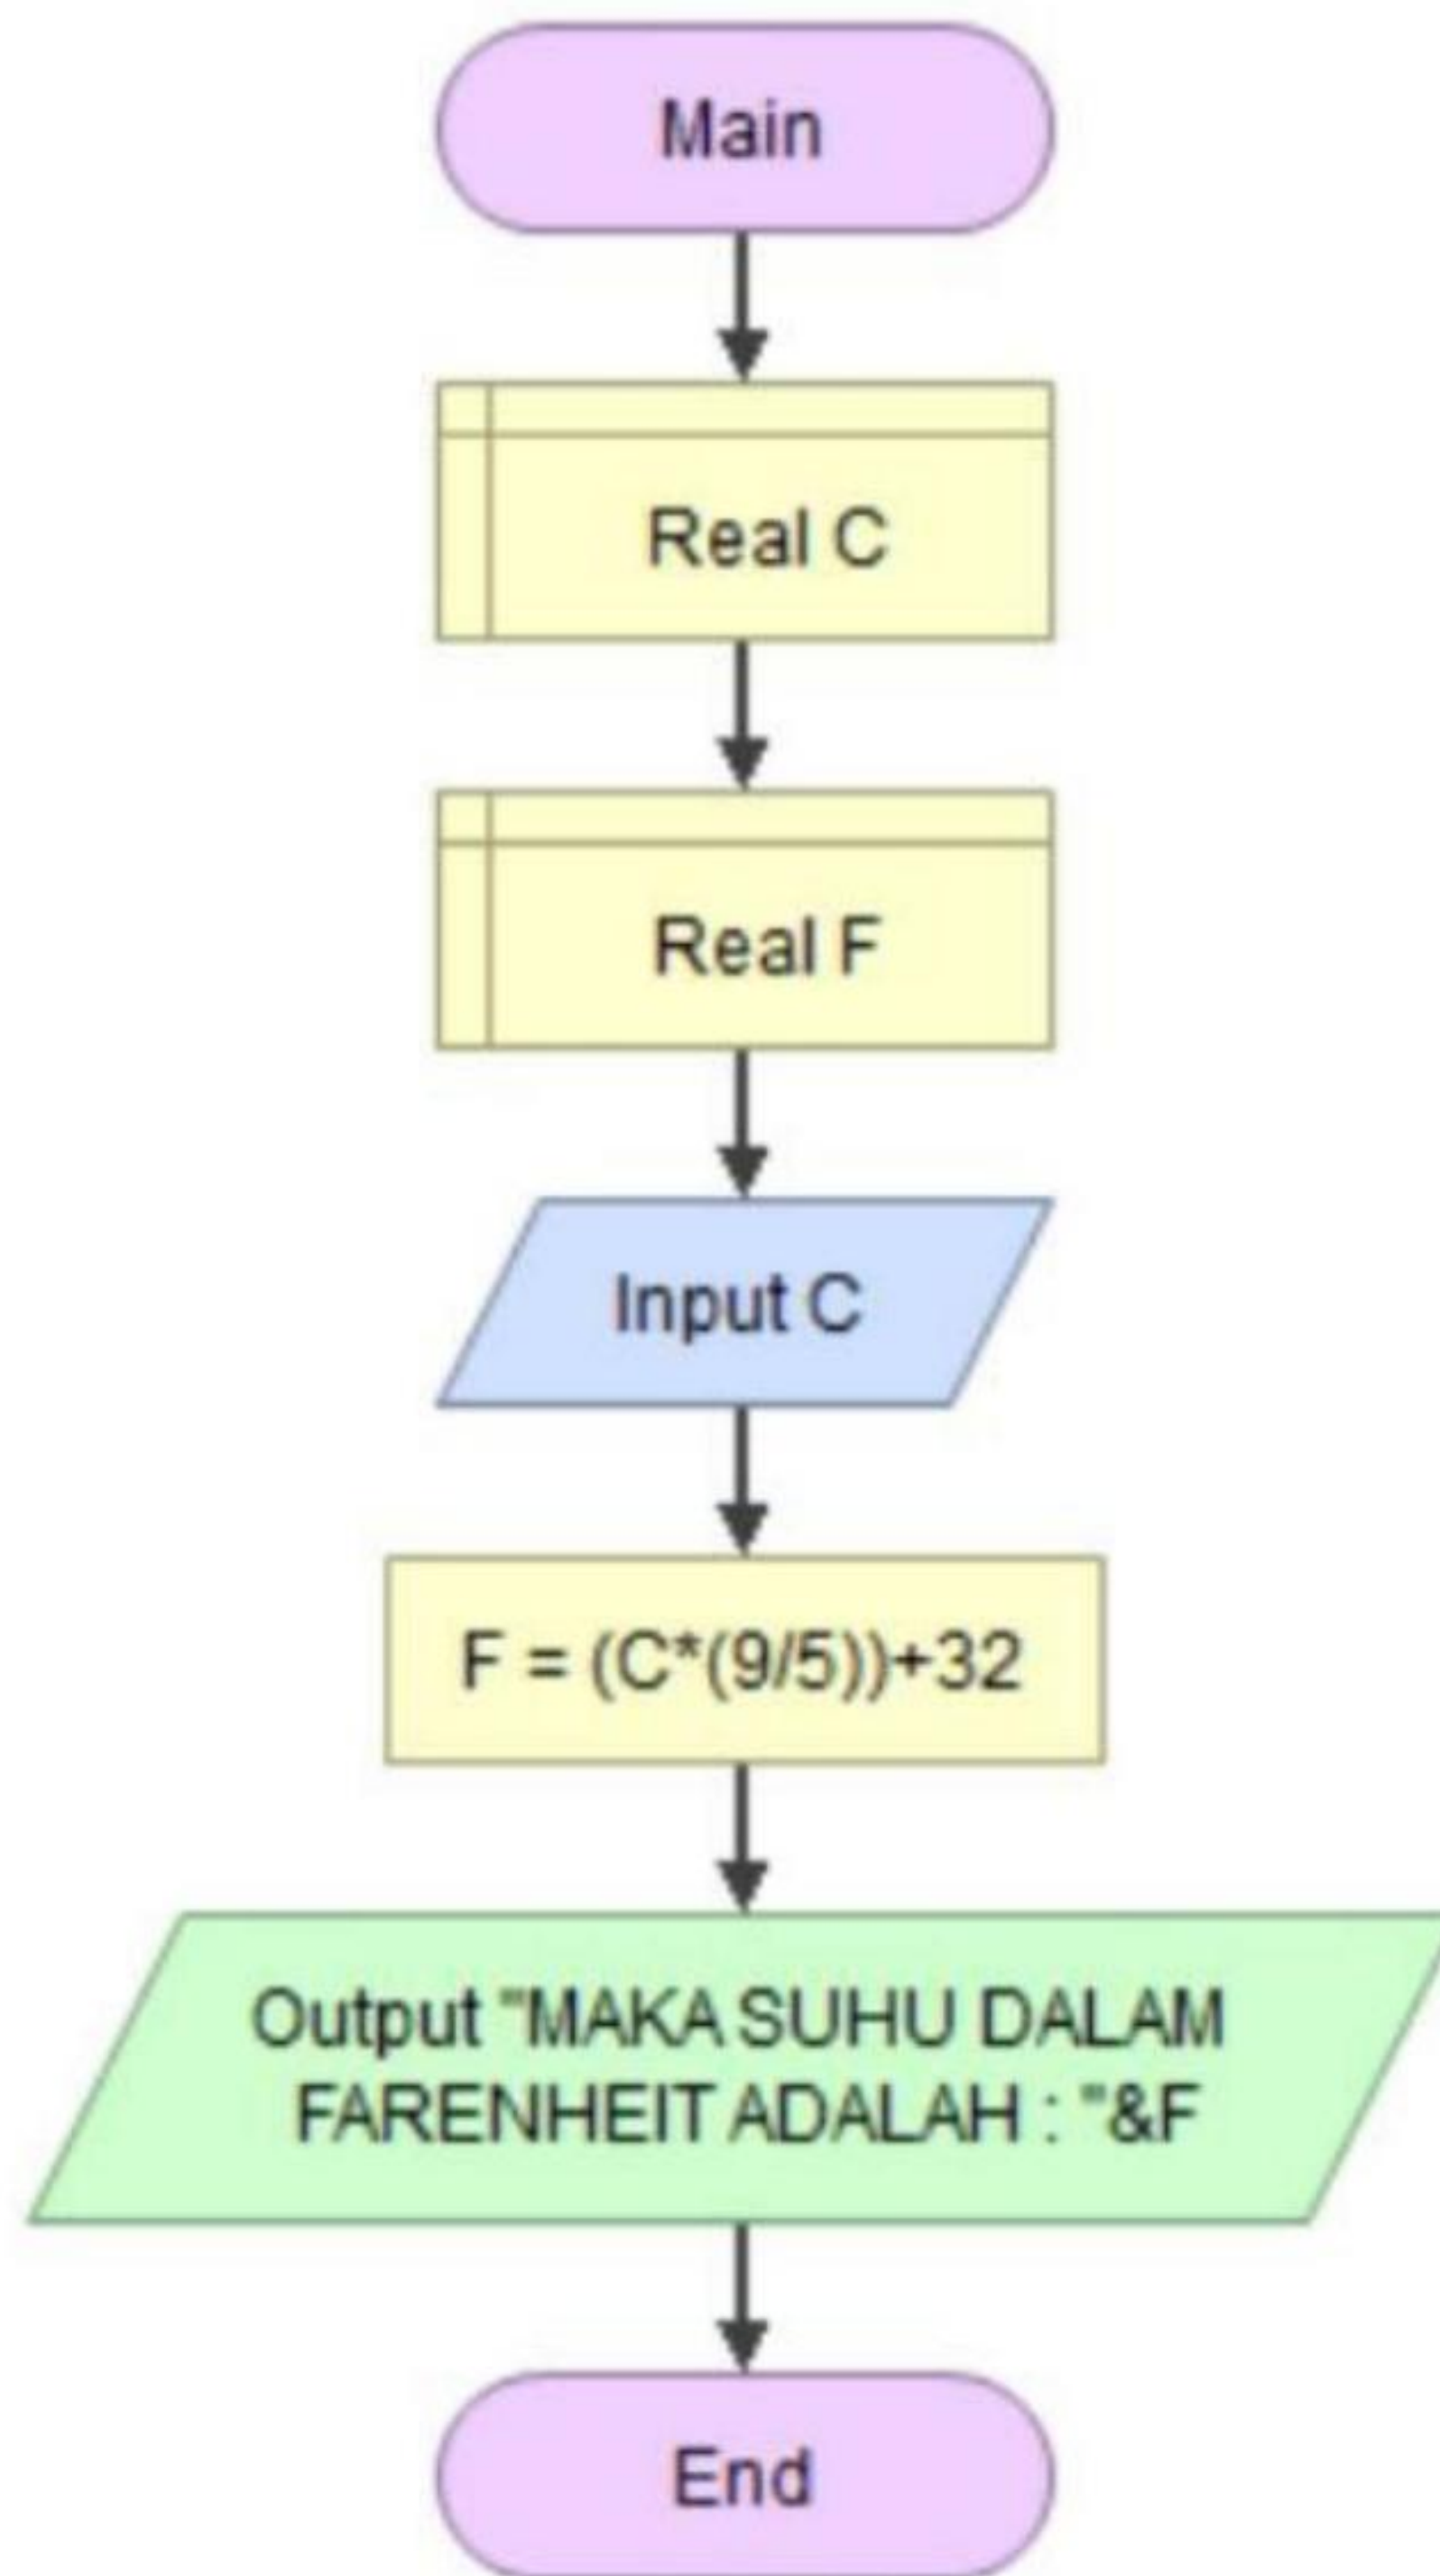 Main
Real C
Real F
Input C
F = (C*(9/5))+32
Output "MAKA SUHU DALAM
FARENHEIT ADALAH : "&F
End